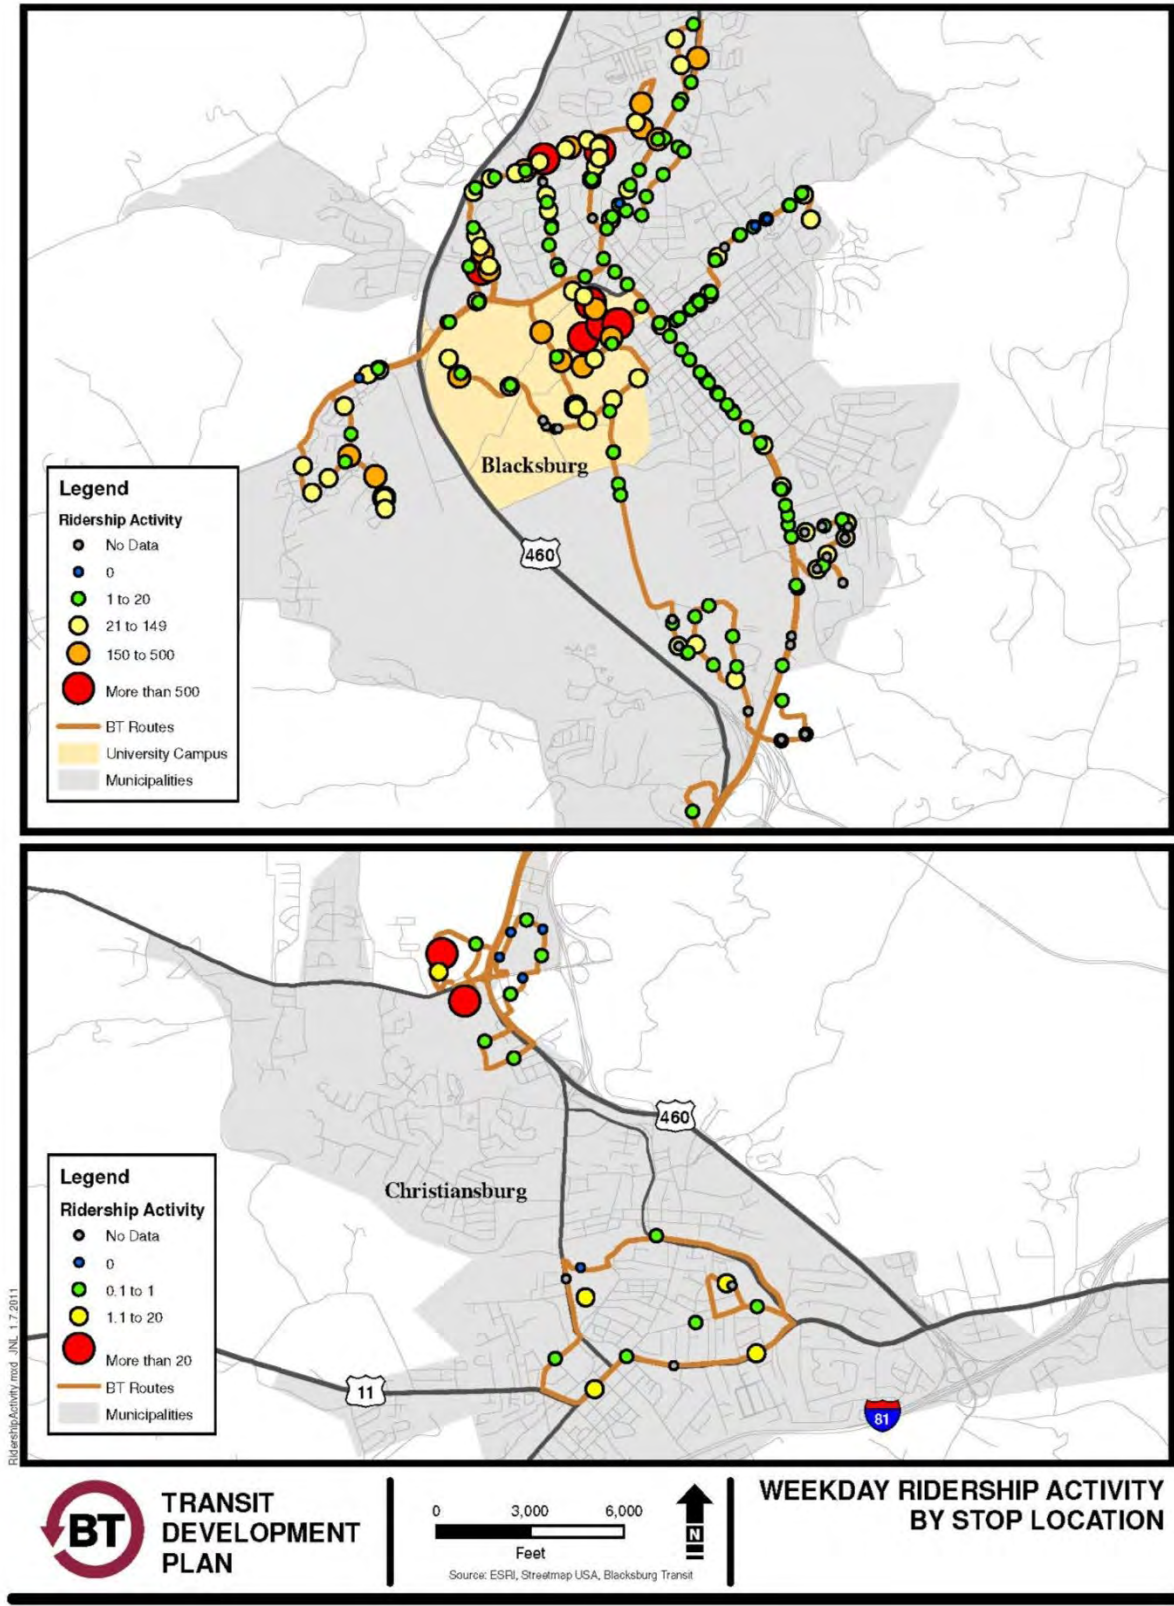 Blacksburg
460
Legend
Ridership Activity
No Data
0
1 to 20
21 to 149
150 to 500
More than 500
BT Routes
University Campus
Municipalities
460
Christiansburg
Legend
Ridership Activity
No Data
0
0.1 to 1
1.1 to 20
More than 20
BT Routes
Municipalities
11
81
RidershipActivity.mxd JNL 1.7.2011
BT
TRANSIT
DEVELOPMENT
PLAN
0 3,000 6,000
Feet
N
Source: ESRI, Streetmap USA, Blacksburg Transit
WEEKDAY RIDERSHIP ACTIVITY
BY STOP LOCATION